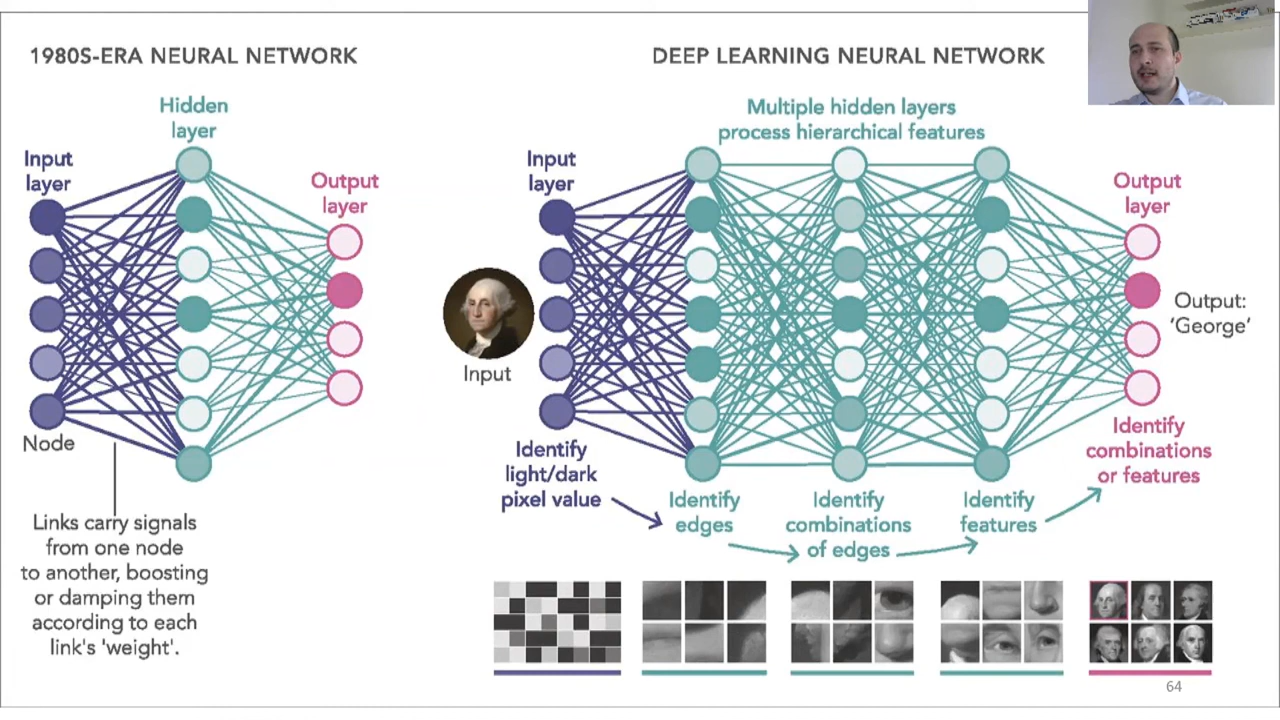 1980S-ERA NEURAL NETWORK
Hidden
layer
Input
layer
Output
layer
Node
Links carry signals
from one node
to another, boosting
or damping them
according to each
link's 'weight'.
DEEP LEARNING NEURAL NETWORK
Multiple hidden layers
process hierarchical features
Input
layer
Output
layer
Input
Output:
‘George’
Identify
light/dark
pixel value
Identify
edges
Identify
combinations
of edges
Identify
features
Identify
combinations
or features
64